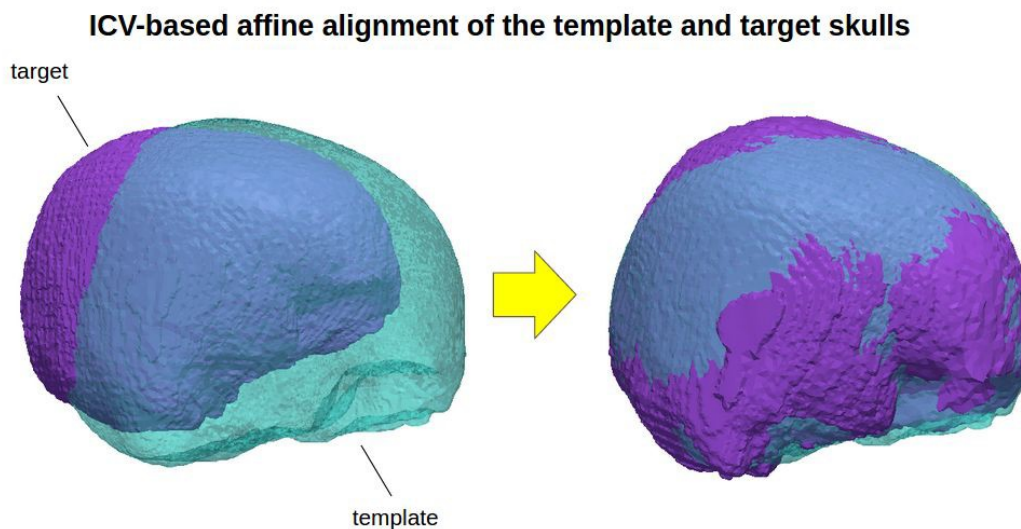 ICV-based affine alignment of the template and target skulls
target
template